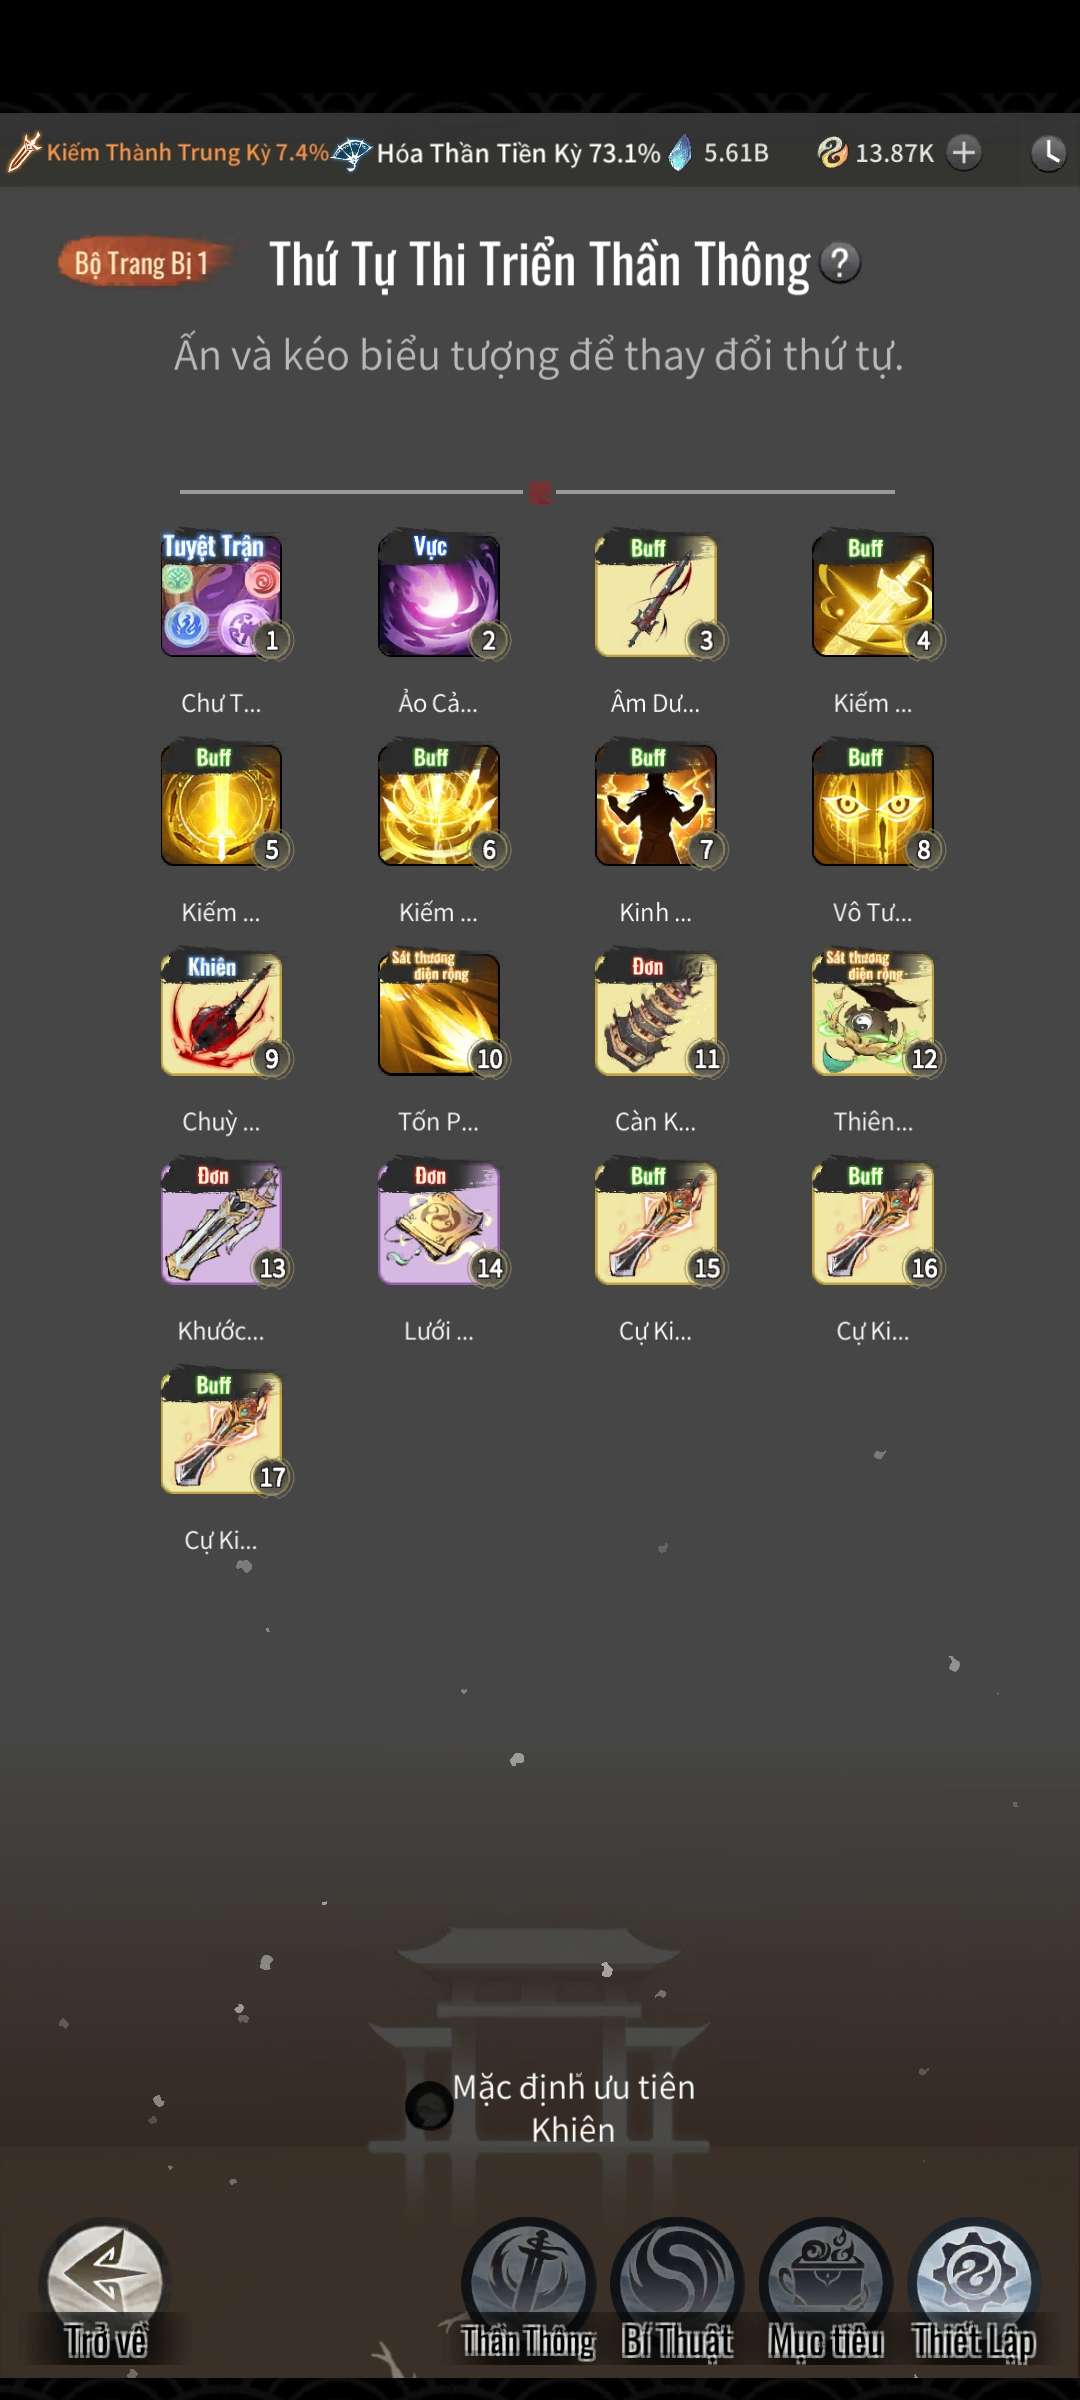 Kiếm Thành Trung Kỳ 7.4% Hóa Thần Tiền Kỳ 73.1% 5.61B 13.87K
Bộ Trang Bị 1 Thứ Tự Thi Triển Thần Thông ?
Ấn và kéo biểu tượng để thay đổi thứ tự.
Tuyệt Trận Vực Buff Buff
1 2 3 4
Chư T... Ảo Cả... Âm Dư... Kiếm ...
Buff Buff Buff Buff
5 6 7 8
Kiếm ... Kiếm ... Kinh ... Vô Tư...
Khiên Sát thương diện rộng Đơn Sát thương diện rộng
9 10 11 12
Chuỳ ... Tốn P... Càn K... Thiên...
Đơn Đơn Buff Buff
13 14 15 16
Khước... Lưới ... Cự Ki... Cự Ki...
Buff
17
Cự Ki...
Mặc định ưu tiên
Khiên
Trở về Thần Thông Bí Thuật Mục tiêu Thiết Lập